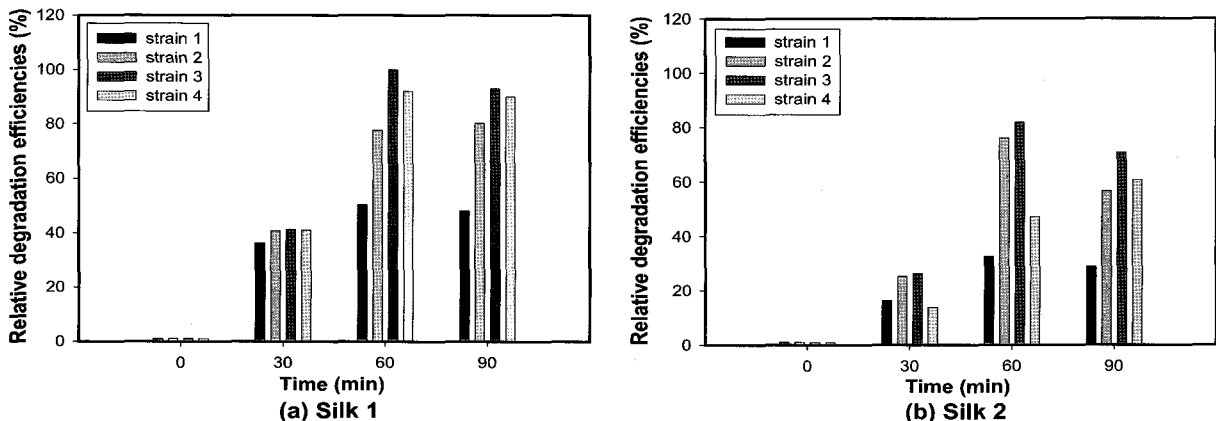 Relative degradation efficiencies (%)
120
100
80
60
40
20
0
strain 1
strain 2
strain 3
strain 4
0 30 60 90
Time (min)
(a) Silk 1
Relative degradation efficiencies (%)
120
100
80
60
40
20
0
strain 1
strain 2
strain 3
strain 4
0 30 60 90
Time (min)
(b) Silk 2